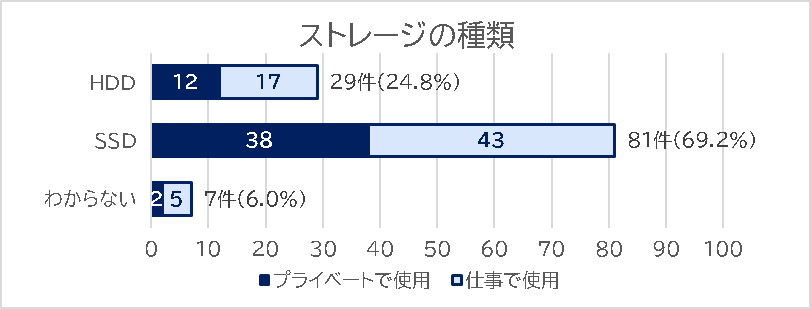 ストレージの種類
HDD 12 17 29件(24.8%)
SSD 38 43 81件(69.2%)
わからない 2 5 7件(6.0%)
0 10 20 30 40 50 60 70 80 90 100
プライベートで使用 仕事で使用